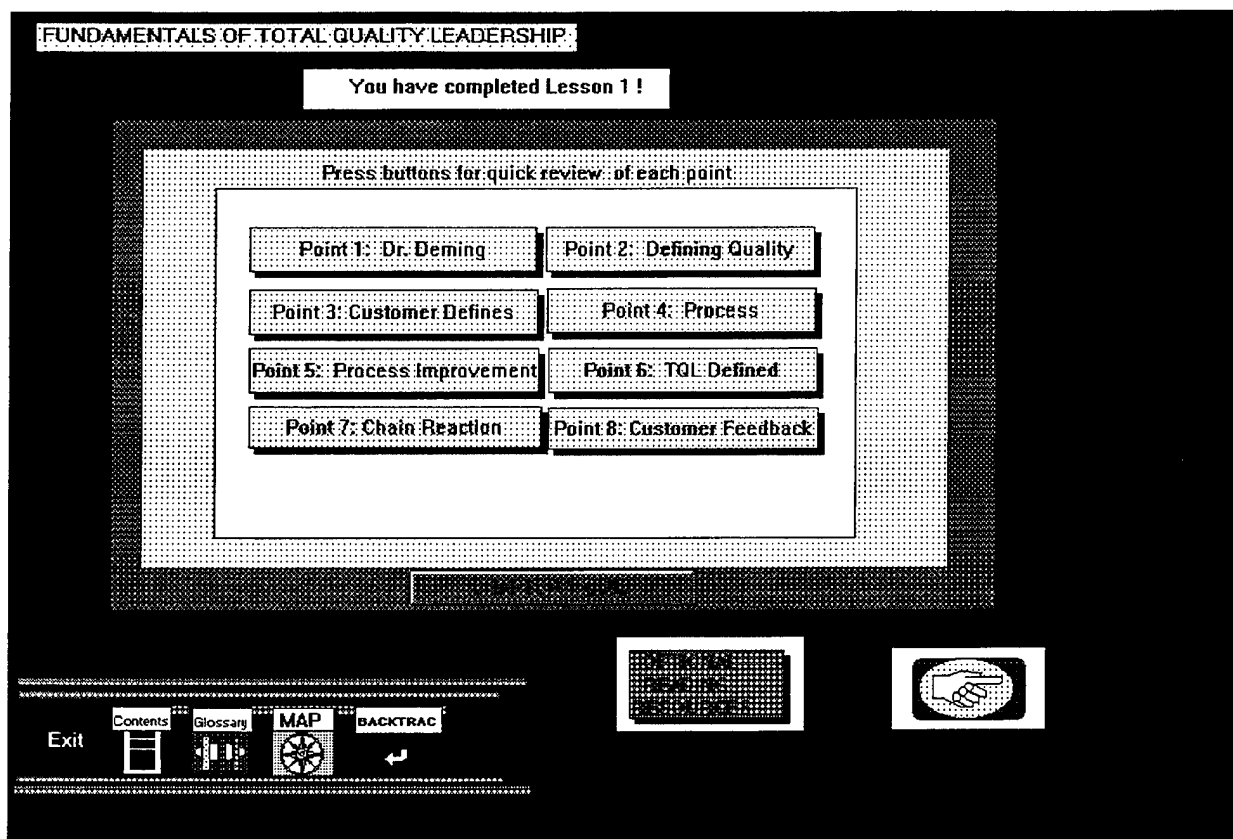 FUNDAMENTALS OF TOTAL QUALITY LEADERSHIP
You have completed Lesson 1 !
Press buttons for quick review of each point
Point 1: Dr. Deming
Point 2: Defining Quality
Point 3: Customer Defines
Point 4: Process
Point 5: Process Improvement
Point 6: TQL Defined
Point 7: Chain Reaction
Point 8: Customer Feedback
Exit
Contents
Glossary
MAP
BACKTRAC